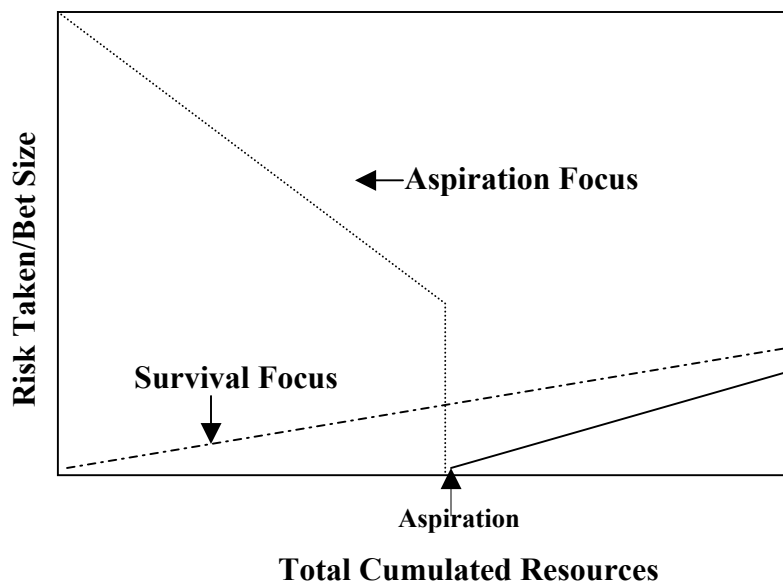 Risk Taken/Bet Size
Aspiration Focus
Survival Focus
Aspiration
Total Cumulated Resources